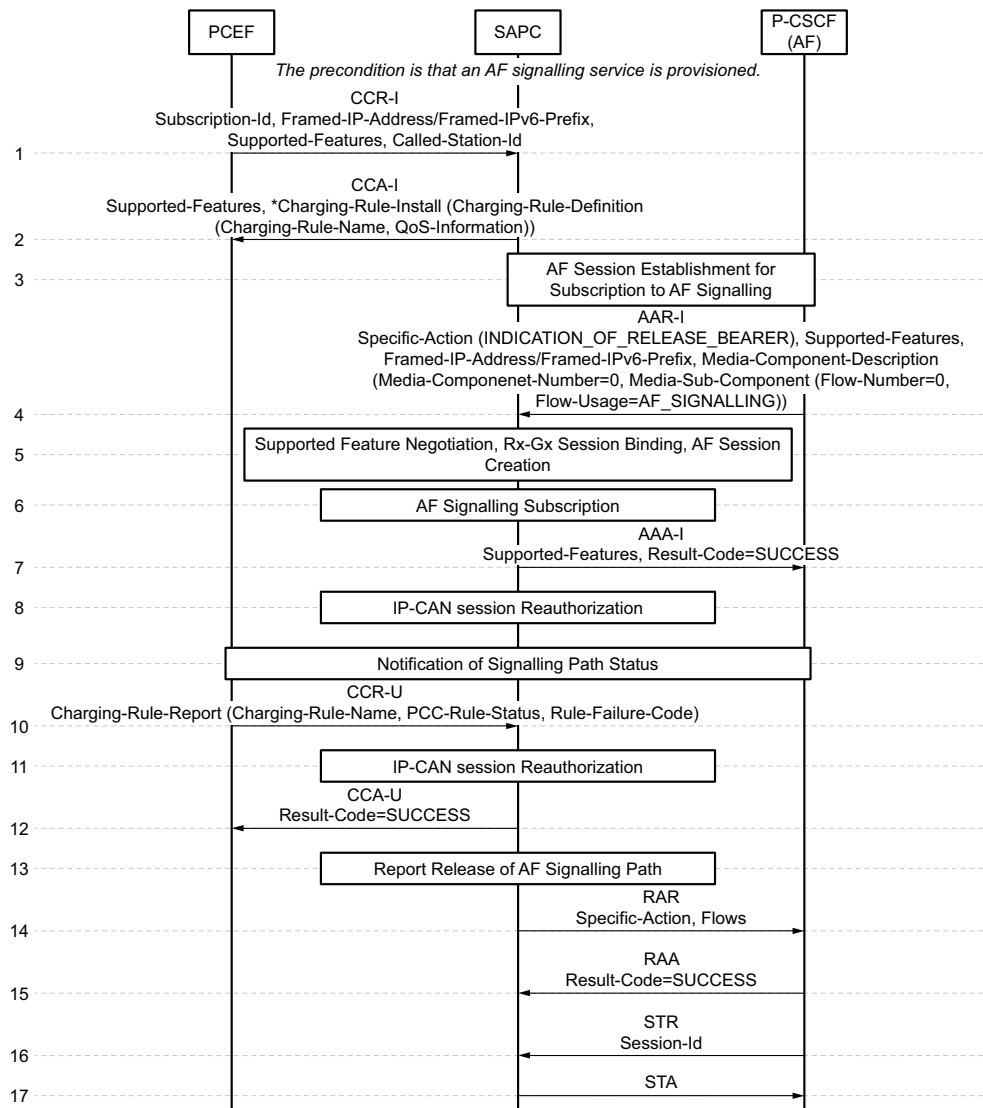 PCEF
SAPC
P-CSCF
(AF)
The precondition is that an AF signalling service is provisioned.
CCR-I
Subscription-Id, Framed-IP-Address/Framed-IPv6-Prefix,
Supported-Features, Called-Station-Id
1
CCA-I
Supported-Features, *Charging-Rule-Install (Charging-Rule-Definition
(Charging-Rule-Name, QoS-Information))
2
3
AF Session Establishment for
Subscription to AF Signalling
AAR-I
Specific-Action (INDICATION_OF_RELEASE_BEARER), Supported-Features,
Framed-IP-Address/Framed-IPv6-Prefix, Media-Component-Description
(Media-Componenet-Number=0, Media-Sub-Component (Flow-Number=0,
Flow-Usage=AF_SIGNALLING))
4
5
Supported Feature Negotiation, Rx-Gx Session Binding, AF Session
Creation
6
AF Signalling Subscription
AAA-I
Supported-Features, Result-Code=SUCCESS
7
8
IP-CAN session Reauthorization
9
Notification of Signalling Path Status
CCR-U
Charging-Rule-Report (Charging-Rule-Name, PCC-Rule-Status, Rule-Failure-Code)
10
11
IP-CAN session Reauthorization
CCA-U
Result-Code=SUCCESS
12
13
Report Release of AF Signalling Path
RAR
Specific-Action, Flows
14
RAA
Result-Code=SUCCESS
15
STR
Session-Id
16
STA
17